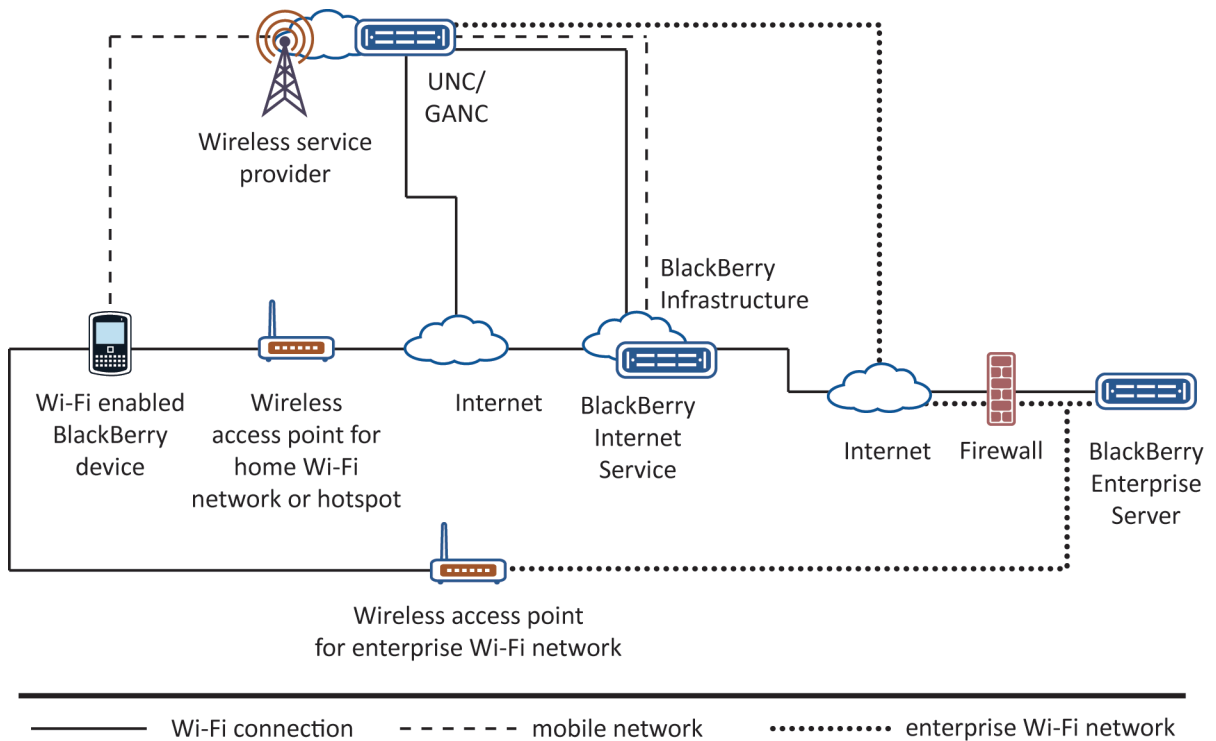 UNC/
GANC
Wireless service
provider
BlackBerry
Infrastructure
Wi-Fi enabled
BlackBerry
device
Wireless
access point for
home Wi-Fi
network or hotspot
Internet
BlackBerry
Internet
Service
Internet
Firewall
BlackBerry
Enterprise
Server
Wireless access point
for enterprise Wi-Fi network
Wi-Fi connection
mobile network
enterprise Wi-Fi network